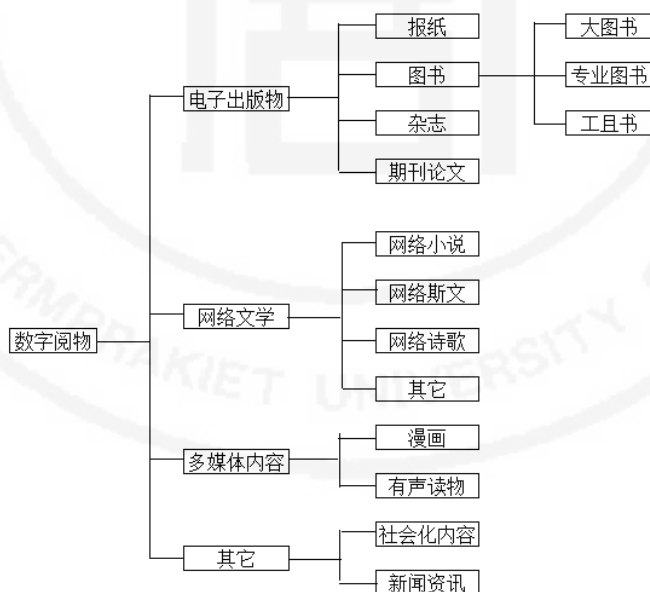 数字阅物
电子出版物
报纸
图书
大图书
专业图书
工且书
杂志
期刊论文
网络文学
网络小说
网络斯文
网络诗歌
其它
多媒体内容
漫画
有声读物
其它
社会化内容
新闻资讯